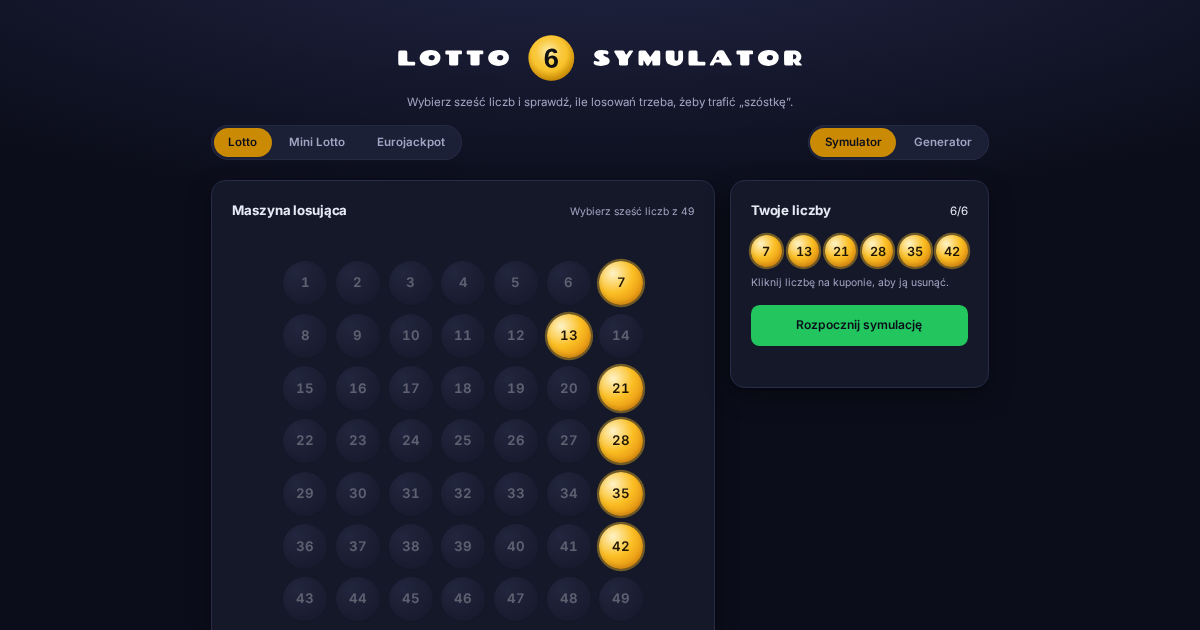 LOTTO 6 SYMULATOR
Wybierz sześć liczb i sprawdź, ile losowań trzeba, żeby trafić „szóstkę”.
Lotto Mini Lotto Eurojackpot
Symulator Generator
Maszyna losująca
Wybierz sześć liczb z 49
1 2 3 4 5 6 7
8 9 10 11 12 13 14
15 16 17 18 19 20 21
22 23 24 25 26 27 28
29 30 31 32 33 34 35
36 37 38 39 40 41 42
43 44 45 46 47 48 49
Twoje liczby 6/6
7 13 21 28 35 42
Kliknij liczbę na kuponie, aby ją usunąć.
Rozpocznij symulację